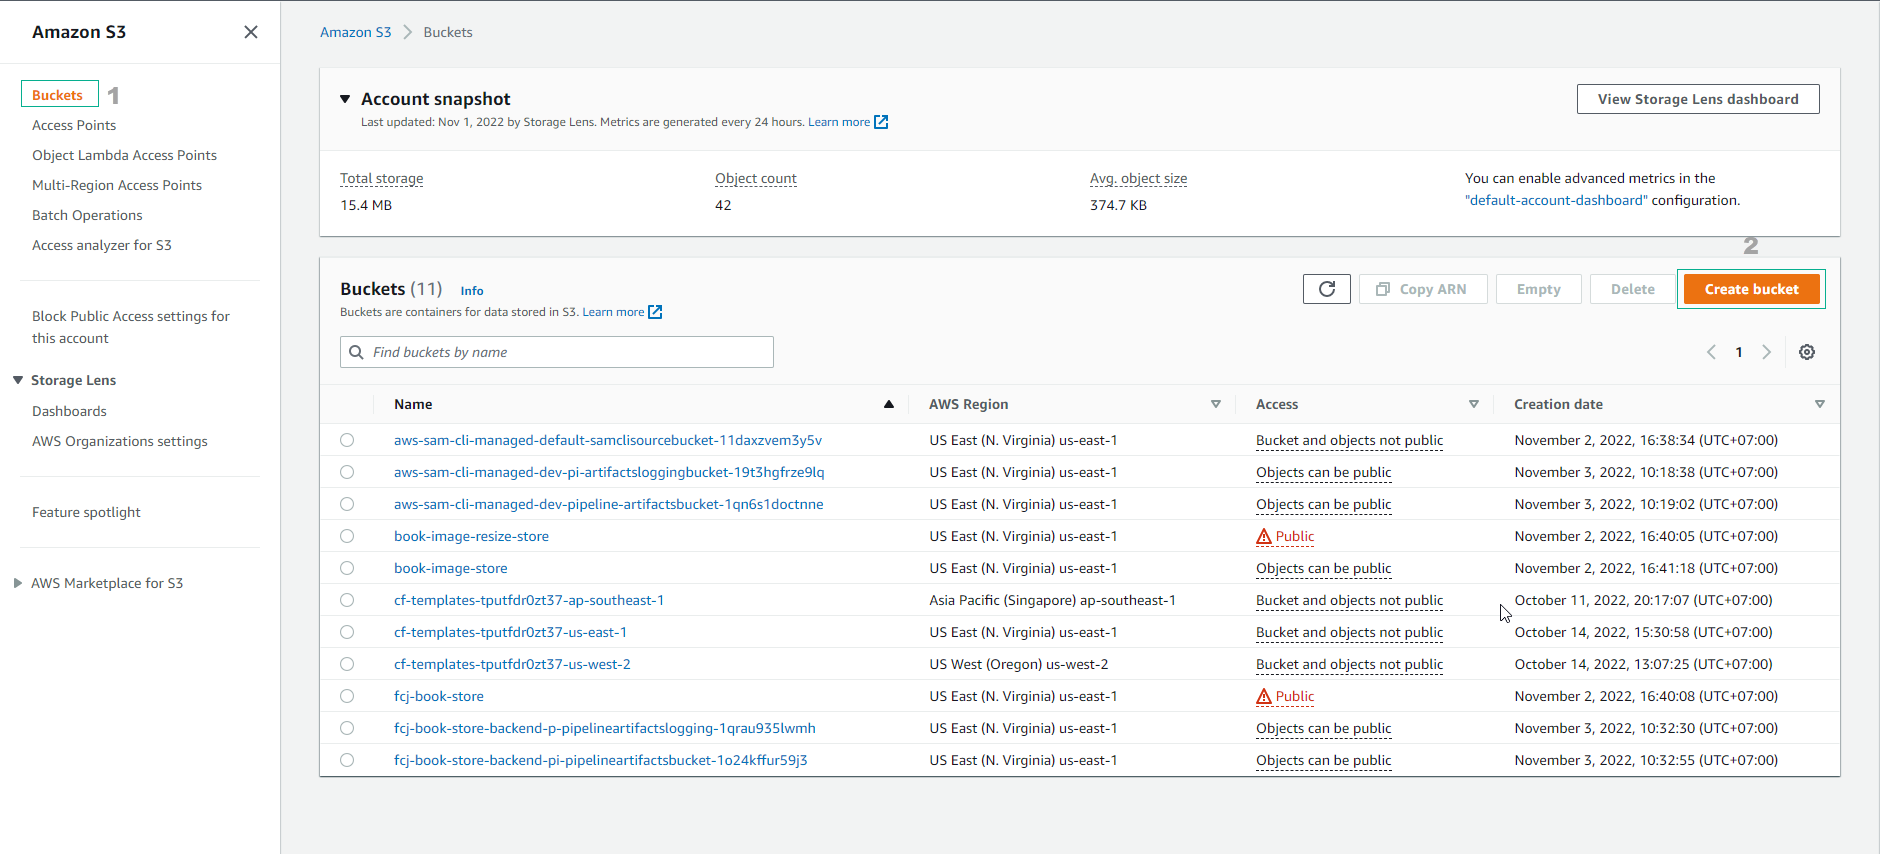 Amazon S3
Buckets 1
Access Points
Object Lambda Access Points
Multi-Region Access Points
Batch Operations
Access analyzer for S3
Block Public Access settings for
this account
Storage Lens
Dashboards
AWS Organizations settings
Feature spotlight
AWS Marketplace for S3
Amazon S3 Buckets
Account snapshot
View Storage Lens dashboard
Last updated: Nov 1, 2022 by Storage Lens. Metrics are generated every 24 hours. Learn more
Total storage
15.4 MB
Object count
42
Avg. object size
374.7 KB
You can enable advanced metrics in the
"default-account-dashboard" configuration.
2
Buckets (11) Info
Copy ARN Empty Delete Create bucket
Buckets are containers for data stored in S3. Learn more
Find buckets by name
1
Name AWS Region Access Creation date
aws-sam-cli-managed-default-samclisourcebucket-11daxzvem3y5v US East (N. Virginia) us-east-1 Bucket and objects not public November 2, 2022, 16:38:34 (UTC+07:00)
aws-sam-cli-managed-dev-pi-artifactsloggingbucket-19t3hgfrze9lq US East (N. Virginia) us-east-1 Objects can be public November 3, 2022, 10:18:38 (UTC+07:00)
aws-sam-cli-managed-dev-pipeline-artifactsbucket-1qn6s1doctnne US East (N. Virginia) us-east-1 Objects can be public November 3, 2022, 10:19:02 (UTC+07:00)
book-image-resize-store US East (N. Virginia) us-east-1 Public November 2, 2022, 16:40:05 (UTC+07:00)
book-image-store US East (N. Virginia) us-east-1 Objects can be public November 2, 2022, 16:41:18 (UTC+07:00)
cf-templates-tputfdr0zt37-ap-southeast-1 Asia Pacific (Singapore) ap-southeast-1 Bucket and objects not public October 11, 2022, 20:17:07 (UTC+07:00)
cf-templates-tputfdr0zt37-us-east-1 US East (N. Virginia) us-east-1 Bucket and objects not public October 14, 2022, 15:30:58 (UTC+07:00)
cf-templates-tputfdr0zt37-us-west-2 US West (Oregon) us-west-2 Bucket and objects not public October 14, 2022, 13:07:25 (UTC+07:00)
fcj-book-store US East (N. Virginia) us-east-1 Public November 2, 2022, 16:40:08 (UTC+07:00)
fcj-book-store-backend-p-pipelineartifactslogging-1qrau935lwmh US East (N. Virginia) us-east-1 Objects can be public November 3, 2022, 10:32:30 (UTC+07:00)
fcj-book-store-backend-pi-pipelineartifactsbucket-1o24kffur59j3 US East (N. Virginia) us-east-1 Objects can be public November 3, 2022, 10:32:55 (UTC+07:00)